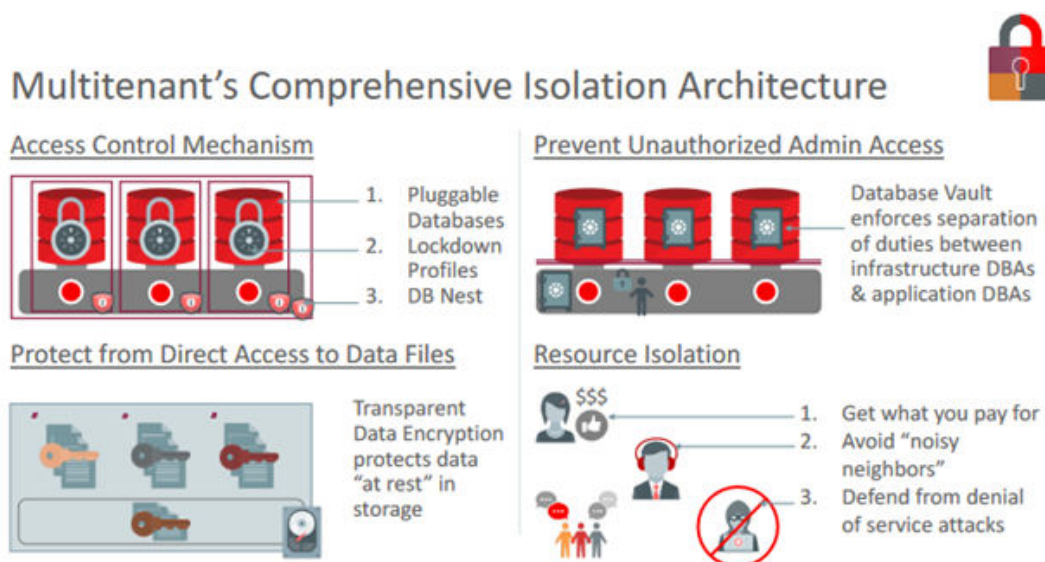 Multitenant's Comprehensive Isolation Architecture
Access Control Mechanism
1. Pluggable
Databases
2. Lockdown
Profiles
3. DB Nest
Prevent Unauthorized Admin Access
Database Vault
enforces separation
of duties between
infrastructure DBAs
& application DBAs
Protect from Direct Access to Data Files
Transparent
Data Encryption
protects data
“at rest” in
storage
Resource Isolation
$$$
1. Get what you pay for
2. Avoid “noisy
neighbors”
3. Defend from denial
of service attacks